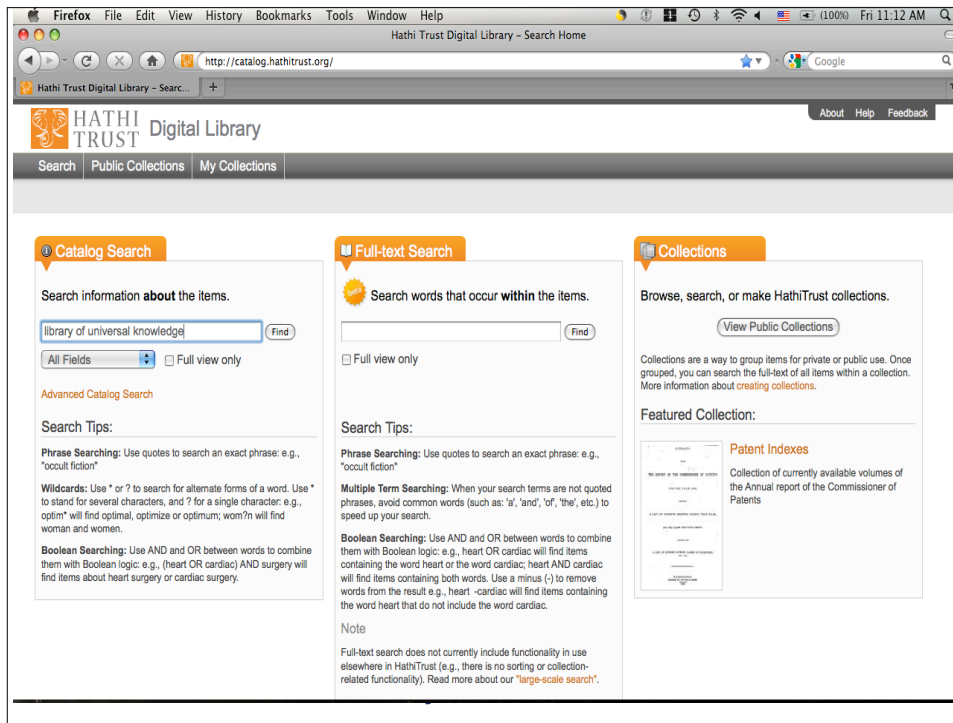 Firefox File Edit View History Bookmarks Tools Window Help (100%) Fri 11:12 AM
Hathi Trust Digital Library – Search Home
http://catalog.hathitrust.org/
Google
Hathi Trust Digital Library – Searc... +
HATHI TRUST Digital Library
About Help Feedback
Search Public Collections My Collections
Catalog Search
Search information about the items.
library of universal knowledge Find
All Fields Full view only
Advanced Catalog Search
Search Tips:
Phrase Searching: Use quotes to search an exact phrase: e.g.,
"occult fiction"
Wildcards: Use * or ? to search for alternate forms of a word. Use *
to stand for several characters, and ? for a single character: e.g.,
optim* will find optimal, optimize or optimum; wom?n will find
woman and women.
Boolean Searching: Use AND and OR between words to combine
them with Boolean logic: e.g., (heart OR cardiac) AND surgery will
find items about heart surgery or cardiac surgery.
Full-text Search
beta Search words that occur within the items.
Find
Full view only
Search Tips:
Phrase Searching: Use quotes to search an exact phrase: e.g.,
"occult fiction"
Multiple Term Searching: When your search terms are not quoted
phrases, avoid common words (such as: 'a', 'and', 'of', 'the', etc.) to
speed up your search.
Boolean Searching: Use AND and OR between words to combine
them with Boolean logic: e.g., heart OR cardiac will find items
containing the word heart or the word cardiac; heart AND cardiac
will find items containing both words. Use a minus (-) to remove
words from the result e.g., heart -cardiac will find items containing
the word heart that do not include the word cardiac.
Note
Full-text search does not currently include functionality in use
elsewhere in HathiTrust (e.g., there is no sorting or collection-
related functionality). Read more about our "large-scale search".
Collections
Browse, search, or make HathiTrust collections.
View Public Collections
Collections are a way to group items for private or public use. Once
grouped, you can search the full-text of all items within a collection.
More information about creating collections.
Featured Collection:
Patent Indexes
Collection of currently available volumes of
the Annual report of the Commissioner of
Patents
THE REPORT OF THE COMMISSIONER OF PATENTS